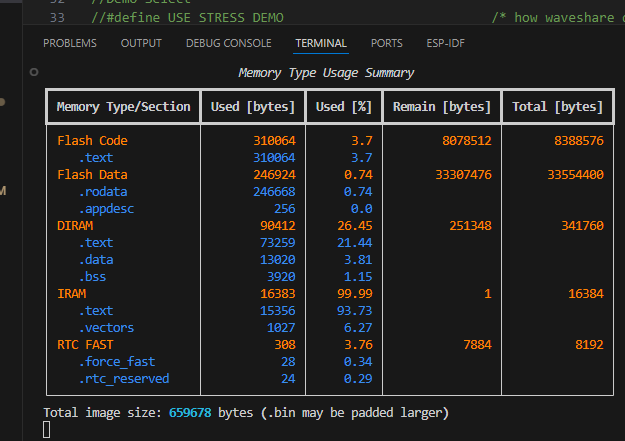 32 //Demo Select
33 //#define USE STRESS DEMO /* how waveshare
PROBLEMS OUTPUT DEBUG CONSOLE TERMINAL PORTS ESP-IDF
Memory Type Usage Summary
Memory Type/Section Used [bytes] Used [%] Remain [bytes] Total [bytes]
Flash Code 310064 3.7 8078512 8388576
.text 310064 3.7
Flash Data 246924 0.74 33307476 33554400
.rodata 246668 0.74
.appdesc 256 0.0
DIRAM 90412 26.45 251348 341760
.text 73259 21.44
.data 13020 3.81
.bss 3920 1.15
IRAM 16383 99.99 1 16384
.text 15356 93.73
.vectors 1027 6.27
RTC FAST 308 3.76 7884 8192
.force_fast 28 0.34
.rtc_reserved 24 0.29
Total image size: 659678 bytes (.bin may be padded larger)